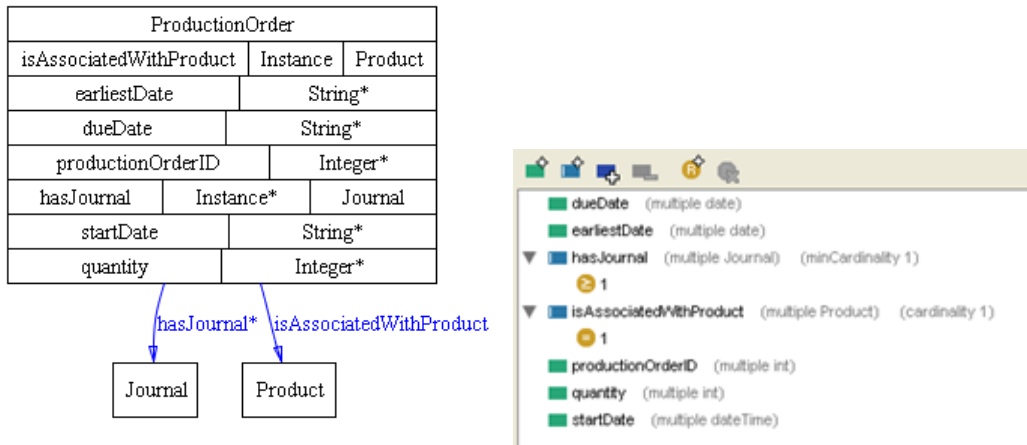 ProductionOrder
isAssociatedWithProduct Instance Product
earliestDate String*
dueDate String*
productionOrderID Integer*
hasJournal Instance* Journal
startDate String*
quantity Integer*
hasJournal* isAssociatedWithProduct
Journal Product
R
dueDate (multiple date)
earliestDate (multiple date)
hasJournal (multiple Journal) (minCardinality 1)
≥ 1
isAssociatedWithProduct (multiple Product) (cardinality 1)
= 1
productionOrderID (multiple int)
quantity (multiple int)
startDate (multiple dateTime)